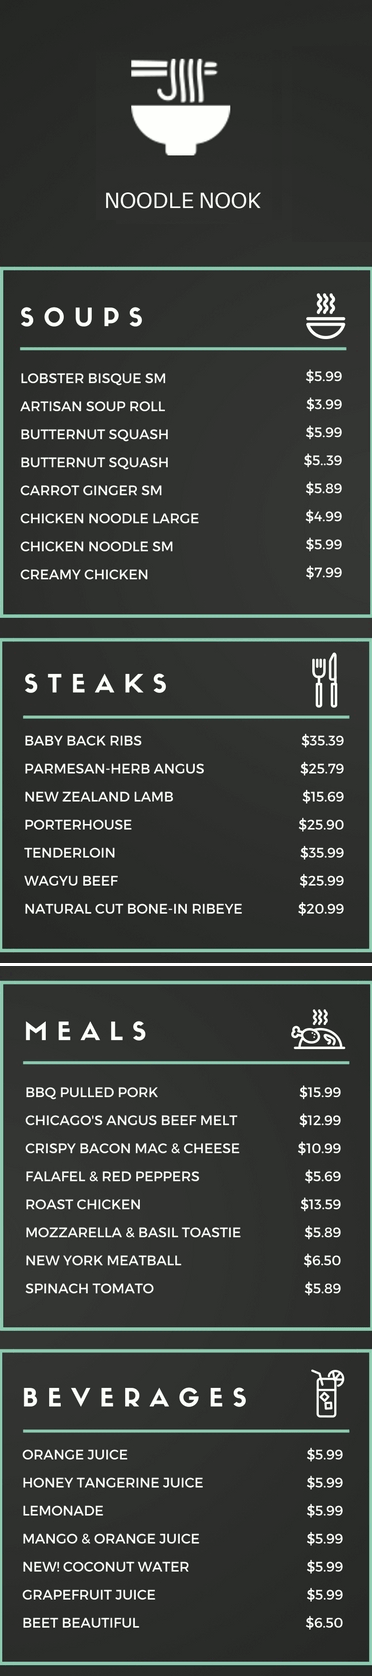 NOODLE NOOK
SOUPS
LOBSTER BISQUE SM $5.99
ARTISAN SOUP ROLL $3.99
BUTTERNUT SQUASH $5.99
BUTTERNUT SQUASH $5..39
CARROT GINGER SM $5.89
CHICKEN NOODLE LARGE $4.99
CHICKEN NOODLE SM $5.99
CREAMY CHICKEN $7.99
STEAKS
BABY BACK RIBS $35.39
PARMESAN-HERB ANGUS $25.79
NEW ZEALAND LAMB $15.69
PORTERHOUSE $25.90
TENDERLOIN $35.99
WAGYU BEEF $25.99
NATURAL CUT BONE-IN RIBEYE $20.99
MEALS
BBQ PULLED PORK $15.99
CHICAGO'S ANGUS BEEF MELT $12.99
CRISPY BACON MAC & CHEESE $10.99
FALAFEL & RED PEPPERS $5.69
ROAST CHICKEN $13.59
MOZZARELLA & BASIL TOASTIE $5.89
NEW YORK MEATBALL $6.50
SPINACH TOMATO $5.89
BEVERAGES
ORANGE JUICE $5.99
HONEY TANGERINE JUICE $5.99
LEMONADE $5.99
MANGO & ORANGE JUICE $5.99
NEW! COCONUT WATER $5.99
GRAPEFRUIT JUICE $5.99
BEET BEAUTIFUL $6.50